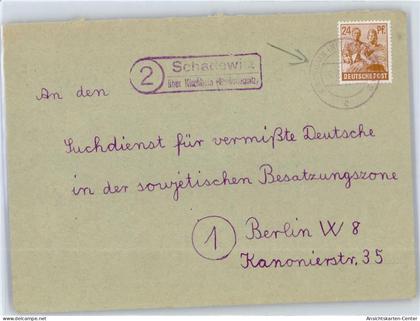 24 PF
DEUTSCHE POST
2
Schadewitz
über
An den
Suchdienst für vermißte Deutsche
in der sowjetischen Besatzungszone
1
Berlin W 8
Kanonierstr. 35
Ansichtskarten-Center